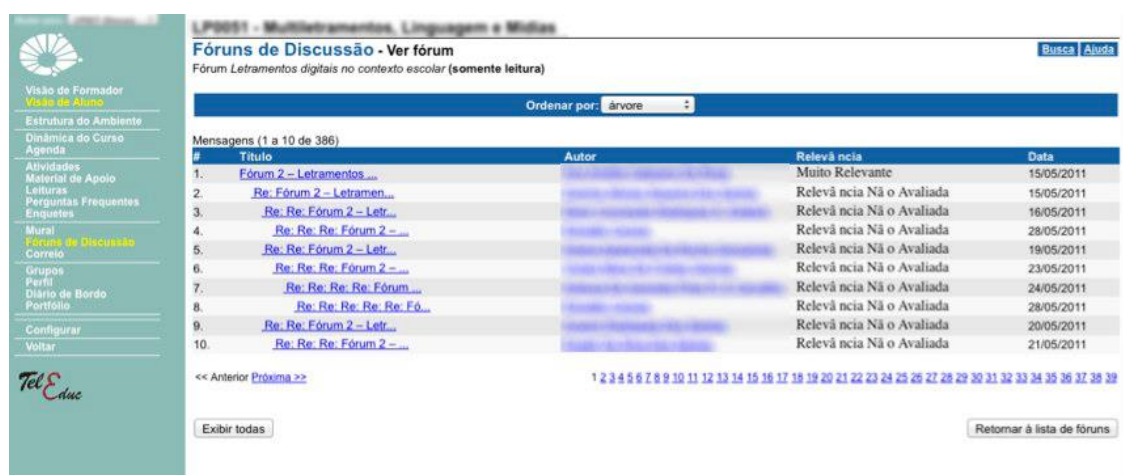 LP0051 - Multiletramentos, Linguagem e Mídias
Fóruns de Discussão - Ver fórum
Busca Ajuda
Fórum Letramentos digitais no contexto escolar (somente leitura)
Visão de Formador
Visão de Aluno
Estrutura do Ambiente
Dinâmica do Curso
Agenda
Atividades
Material de Apoio
Leituras
Perguntas Frequentes
Enquetes
Mural
Fóruns de Discussão
Correio
Grupos
Perfil
Diário de Bordo
Portfólio
Configurar
Voltar
TelEduc
Ordenar por: árvore
Mensagens (1 a 10 de 386)
# Título Autor Relevâ ncia Data
1. Fórum 2 – Letramentos ... Muito Relevante 15/05/2011
2. Re: Fórum 2 – Letramen... Relevâ ncia Nã o Avaliada 15/05/2011
3. Re: Re: Fórum 2 – Letr... Relevâ ncia Nã o Avaliada 16/05/2011
4. Re: Re: Re: Fórum 2 – ... Relevâ ncia Nã o Avaliada 28/05/2011
5. Re: Re: Fórum 2 – Letr... Relevâ ncia Nã o Avaliada 19/05/2011
6. Re: Re: Re: Fórum 2 – ... Relevâ ncia Nã o Avaliada 23/05/2011
7. Re: Re: Re: Re: Fórum ... Relevâ ncia Nã o Avaliada 24/05/2011
8. Re: Re: Re: Re: Re: Fó... Relevâ ncia Nã o Avaliada 28/05/2011
9. Re: Re: Fórum 2 – Letr... Relevâ ncia Nã o Avaliada 20/05/2011
10. Re: Re: Re: Fórum 2 – ... Relevâ ncia Nã o Avaliada 21/05/2011
<< Anterior Próxima >> 1 2 3 4 5 6 7 8 9 10 11 12 13 14 15 16 17 18 19 20 21 22 23 24 25 26 27 28 29 30 31 32 33 34 35 36 37 38 39
Exibir todas
Retornar à lista de fóruns